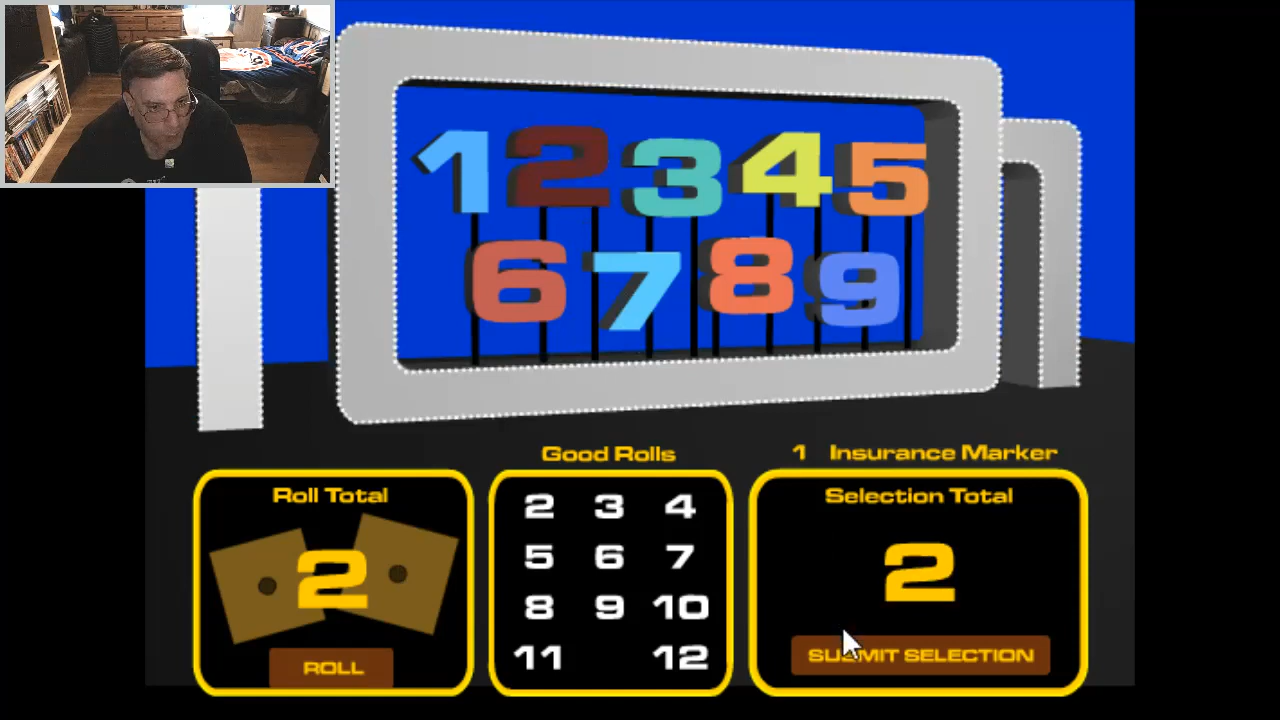 1 2 3 4 5
6 7 8 9
Good Rolls
1 Insurance Marker
Roll Total
2
ROLL
2 3 4
5 6 7
8 9 10
11 12
Selection Total
2
SUBMIT SELECTION